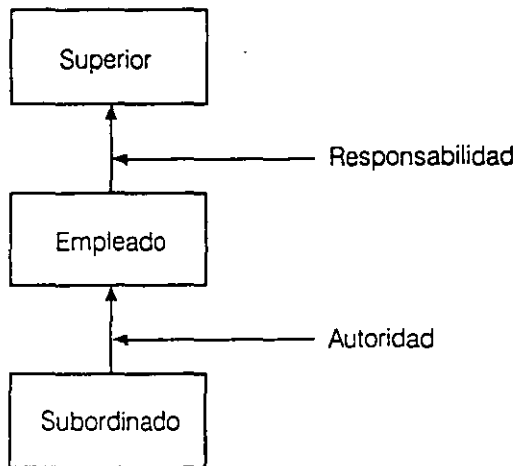 Superior
Responsabilidad
Empleado
Autoridad
Subordinado